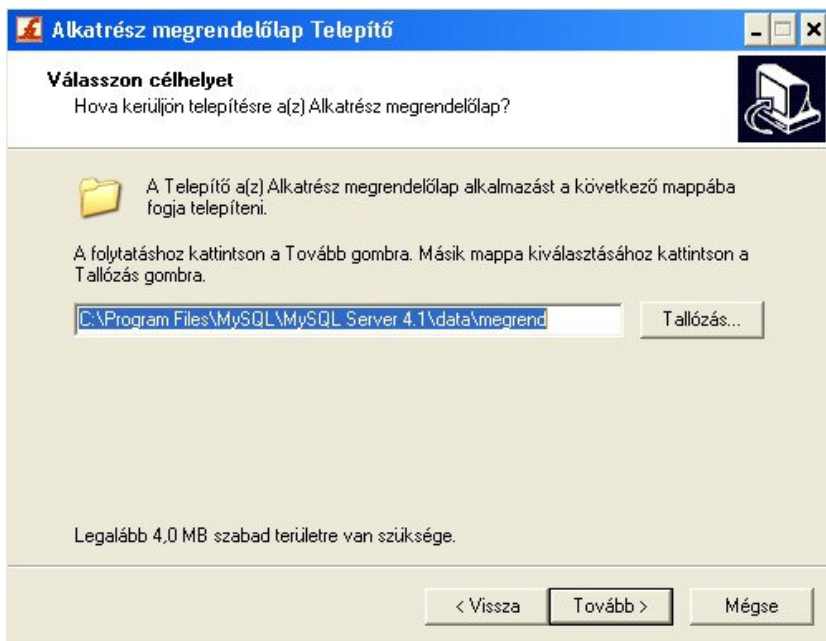 Alkatrész megrendelőlap Telepítő
Válasszon célhelyet
Hova kerüljön telepítésre a(z) Alkatrész megrendelőlap?
A Telepítő a(z) Alkatrész megrendelőlap alkalmazást a következő mappába
fogja telepíteni.
A folytatáshoz kattintson a Tovább gombra. Másik mappa kiválasztásához kattintson a
Tallózás gombra.
C:\Program Files\MySQL\MySQL Server 4.1\data\megrend
Tallózás...
Legalább 4,0 MB szabad területre van szüksége.
< Vissza
Tovább >
Mégse